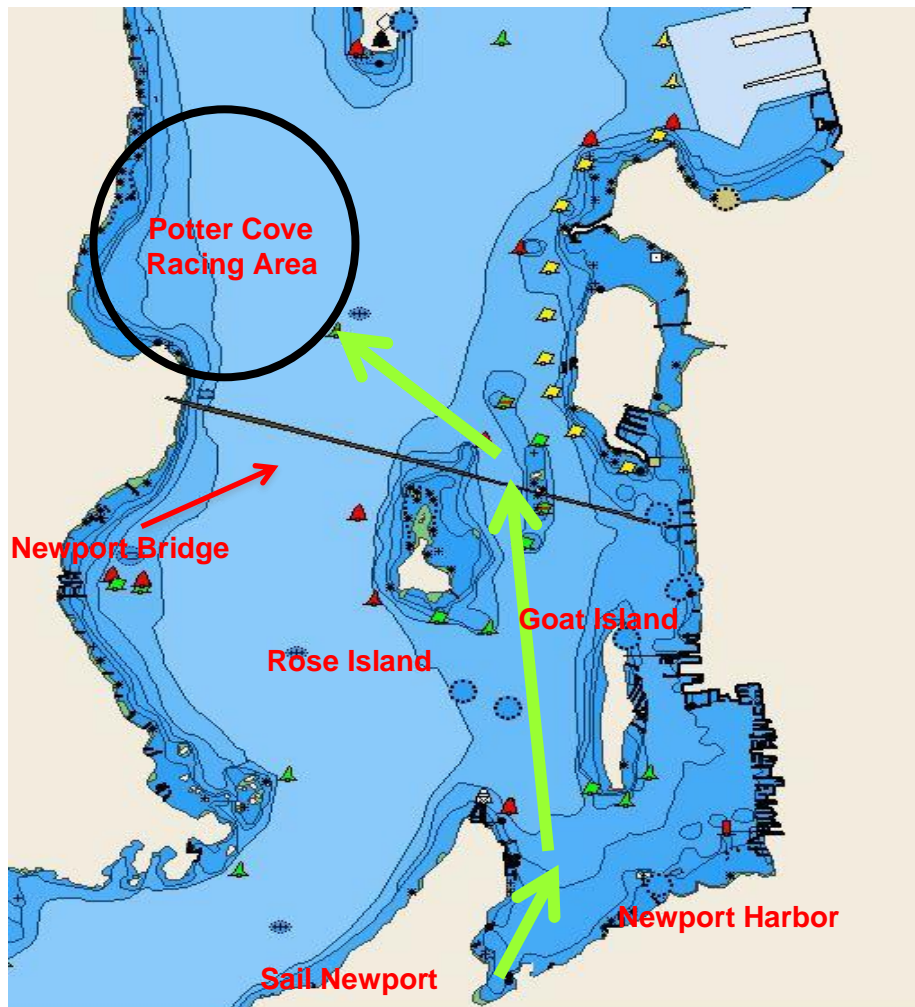 Potter Cove
Racing Area
Newport Bridge
Goat Island
Rose Island
Newport Harbor
Sail Newport